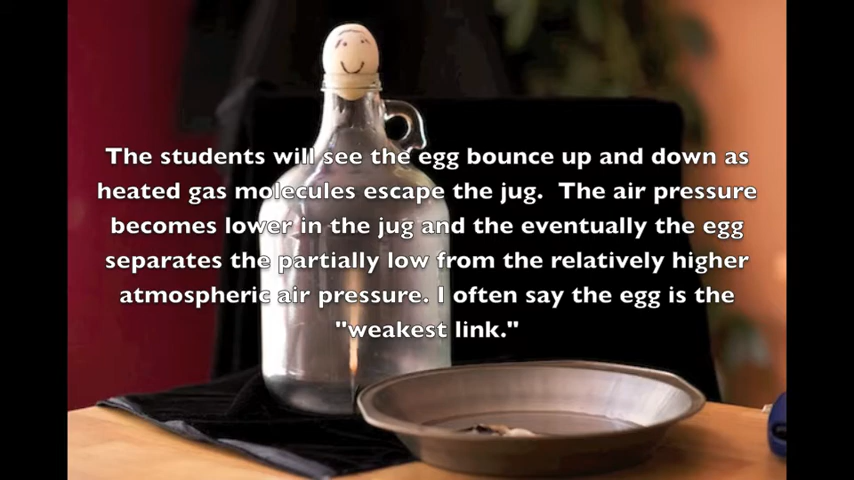 The students will see the egg bounce up and down as
heated gas molecules escape the jug.  The air pressure
becomes lower in the jug and the eventually the egg
separates the partially low from the relatively higher
atmospheric air pressure. I often say the egg is the
"weakest link."